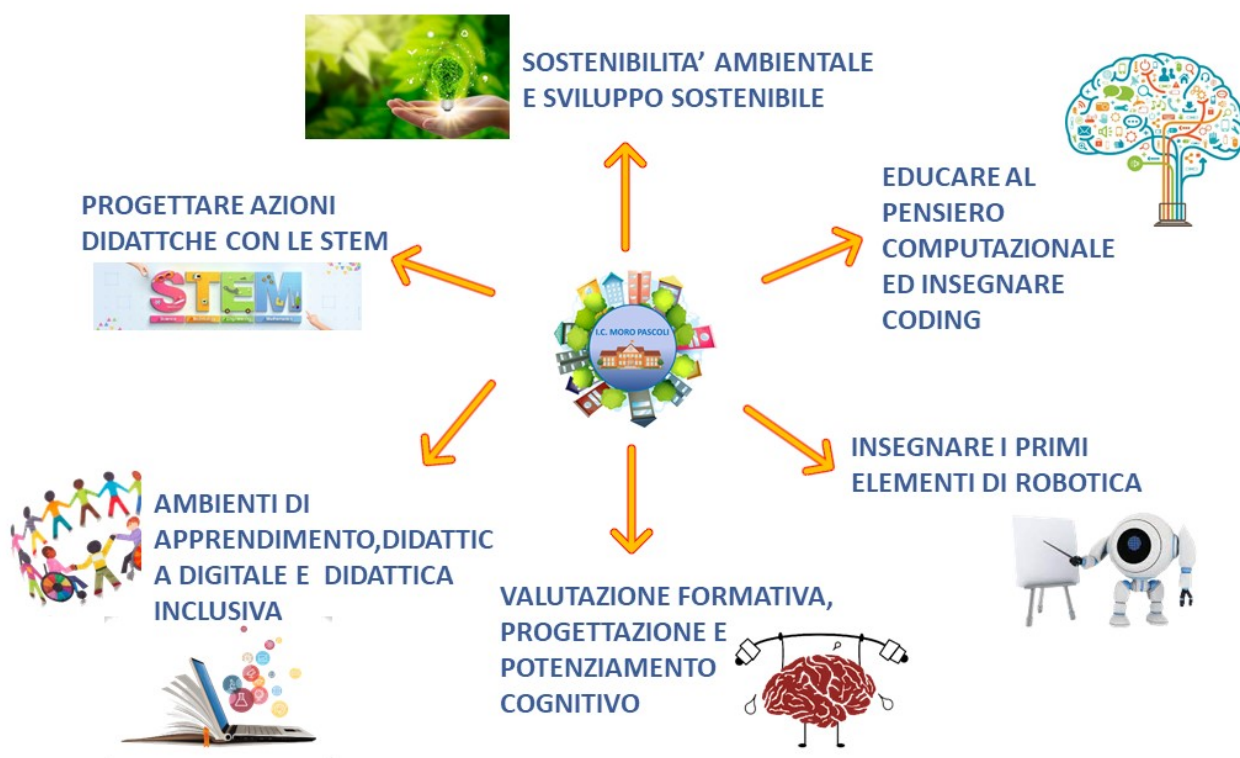 SOSTENIBILITA’ AMBIENTALE
E SVILUPPO SOSTENIBILE
PROGETTARE AZIONI
DIDATTCHE CON LE STEM
STEM
EDUCARE AL
PENSIERO
COMPUTAZIONALE
ED INSEGNARE
CODING
I.C. MORO PASCOLI
INSEGNARE I PRIMI
ELEMENTI DI ROBOTICA
AMBIENTI DI
APPRENDIMENTO,DIDATTIC
A DIGITALE E DIDATTICA
INCLUSIVA
VALUTAZIONE FORMATIVA,
PROGETTAZIONE E
POTENZIAMENTO
COGNITIVO